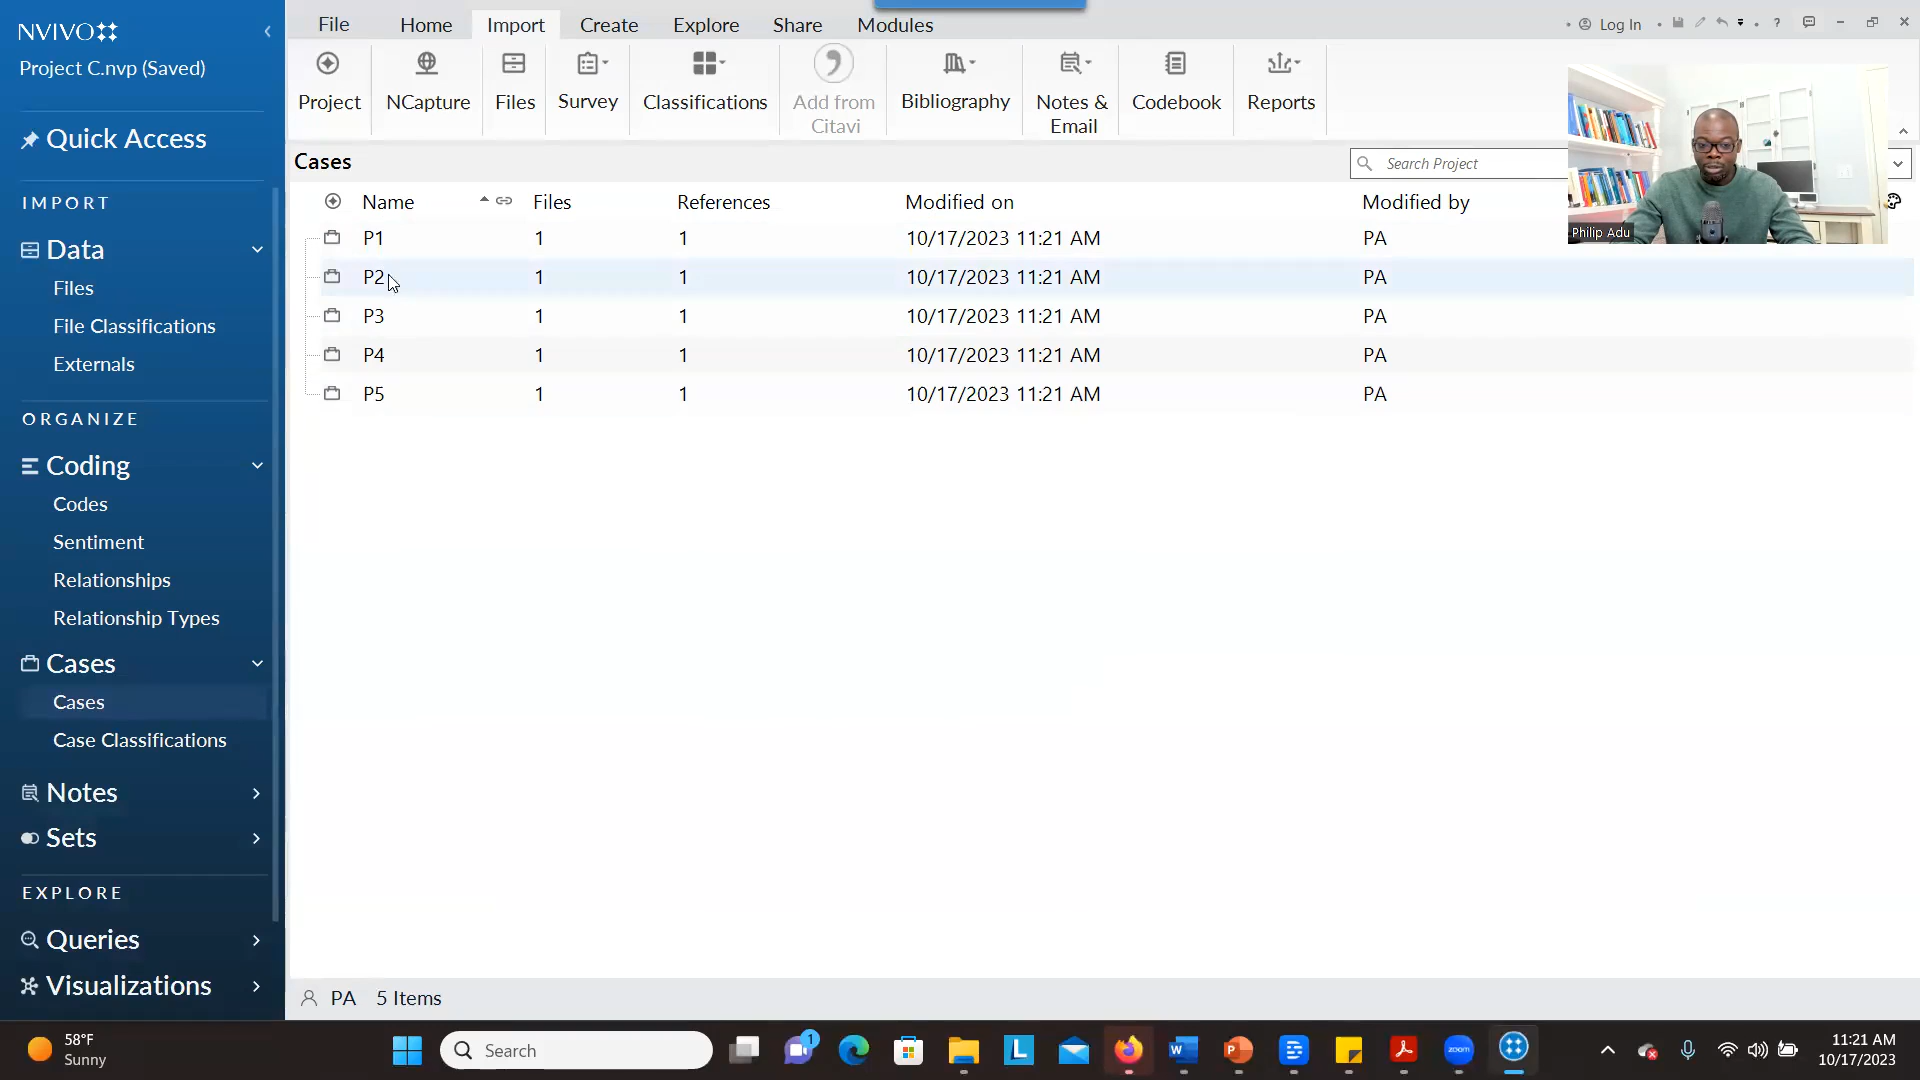 NVIVO
Project C.nvp (Saved)
File Home Import Create Explore Share Modules
Log In
?
Project
NCapture
Files
Survey
Classifications
Add from
Citavi
Bibliography
Notes &
Email
Codebook
Reports
Philip Adu
Quick Access
IMPORT
Data
Files
File Classifications
Externals
ORGANIZE
Coding
Codes
Sentiment
Relationships
Relationship Types
Cases
Cases
Case Classifications
Notes
Sets
EXPLORE
Queries
Visualizations
Cases
Search Project
Name Files References Modified on Modified by
P1 1 1 10/17/2023 11:21 AM PA
P2 1 1 10/17/2023 11:21 AM PA
P3 1 1 10/17/2023 11:21 AM PA
P4 1 1 10/17/2023 11:21 AM PA
P5 1 1 10/17/2023 11:21 AM PA
PA 5 Items
58°F
Sunny
Search
1
L
W
P
zoom
11:21 AM
10/17/2023